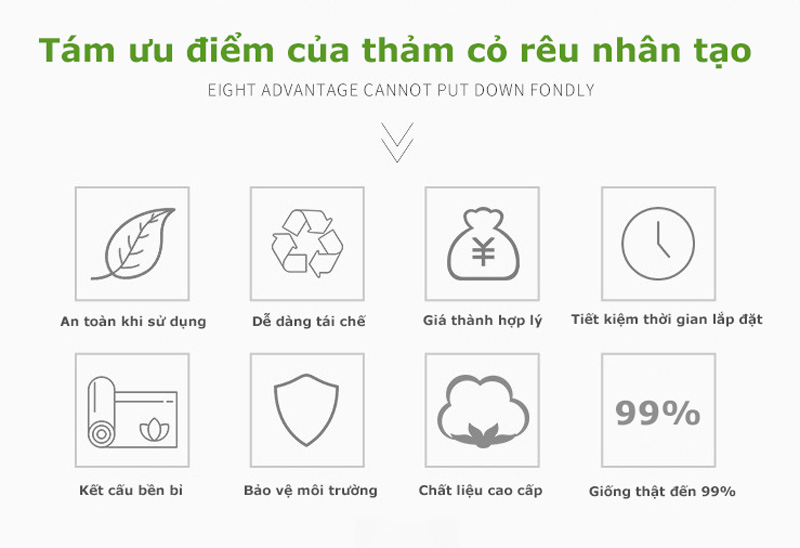 Tám ưu điểm của thảm cỏ rêu nhân tạo
EIGHT ADVANTAGE CANNOT PUT DOWN FONDLY
¥
An toàn khi sử dụng
Dễ dàng tái chế
Giá thành hợp lý
Tiết kiệm thời gian lắp đặt
99%
Kết cấu bền bỉ
Bảo vệ môi trường
Chất liệu cao cấp
Giống thật đến 99%